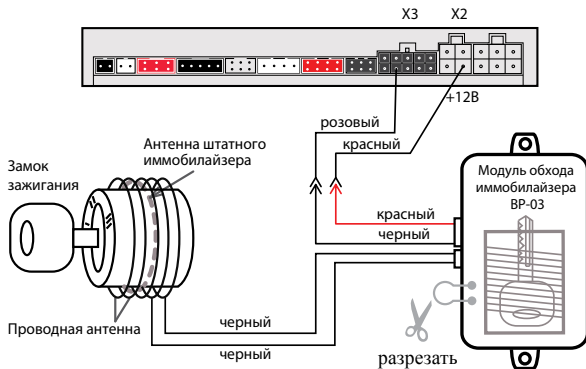 X3 X2
+12В
розовый
красный
Антенна штатного
иммобилайзера
Замок
зажигания
Модуль обхода
иммобилайзера
BP-03
красный
черный
Проводная антенна
черный
черный
разрезать